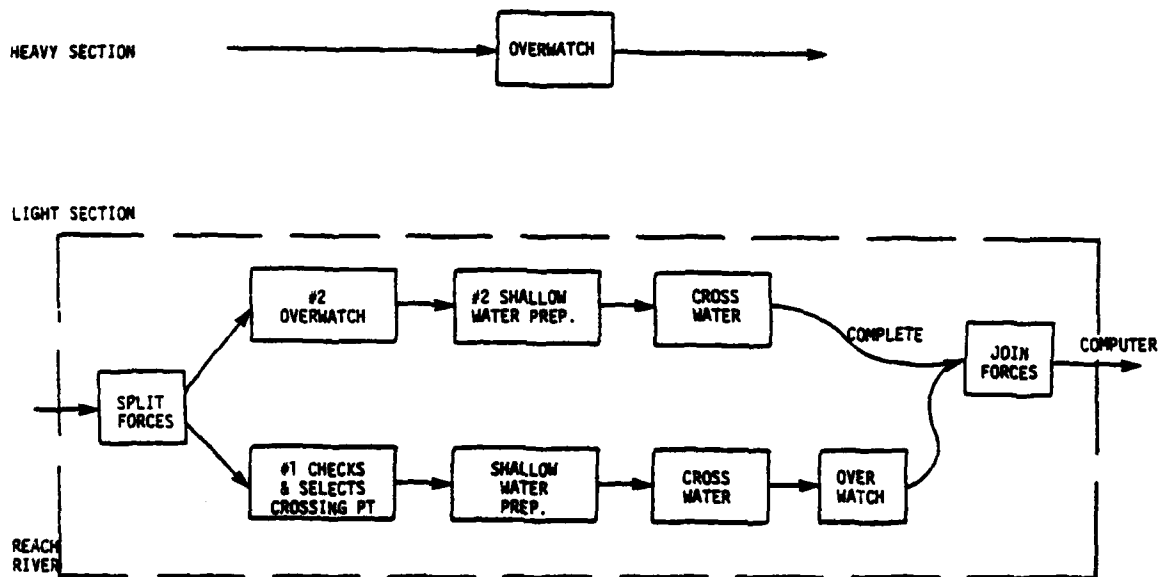 HEAVY SECTION
OVERWATCH
LIGHT SECTION
#2
OVERWATCH
#2 SHALLOW
WATER PREP.
CROSS
WATER
COMPLETE
JOIN
FORCES
COMPUTER
SPLIT
FORCES
#1 CHECKS
& SELECTS
CROSSING PT
SHALLOW
WATER
PREP.
CROSS
WATER
OVER
WATCH
REACH
RIVER